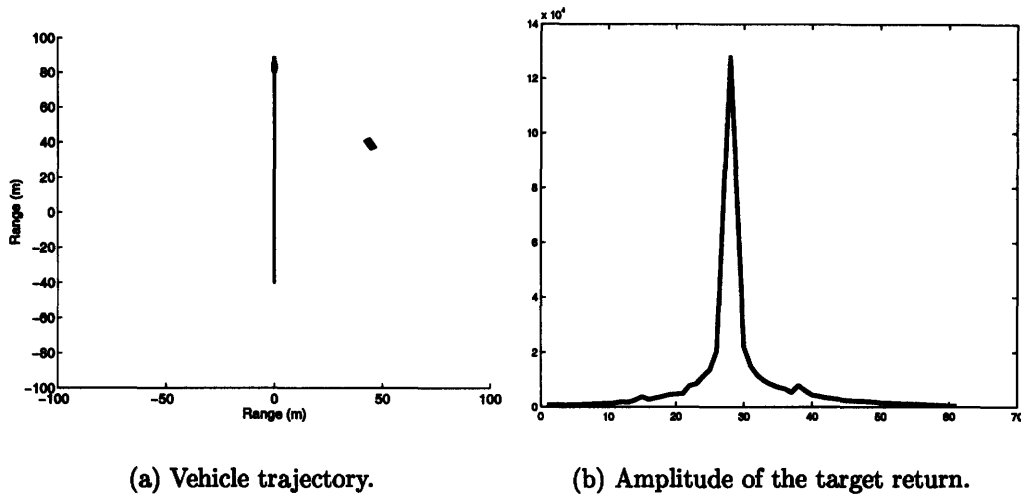 100
80
60
40
20
0
−20
−40
−60
−80
−100
Range (m)
−100 −50 0 50 100
Range (m)
x 10⁴
14
12
10
8
6
4
2
0
0 10 20 30 40 50 60 70
(a) Vehicle trajectory.
(b) Amplitude of the target return.